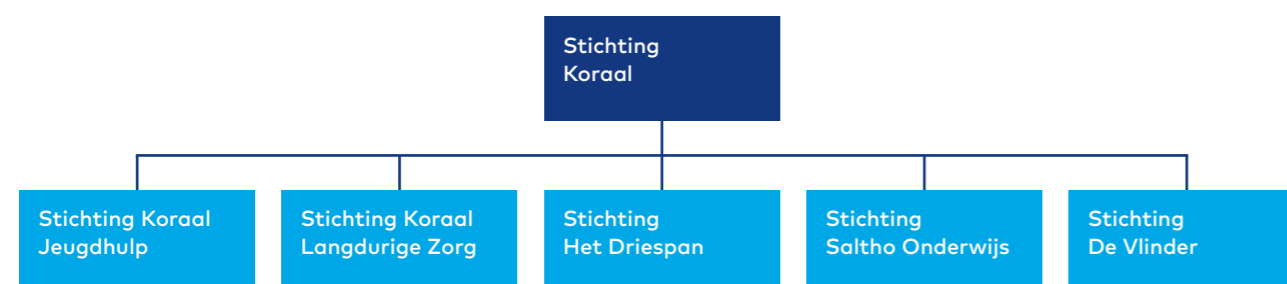 Stichting
Koraal
Stichting Koraal
Jeugdhulp
Stichting Koraal
Langdurige Zorg
Stichting
Het Driespan
Stichting
Saltho Onderwijs
Stichting
De Vlinder